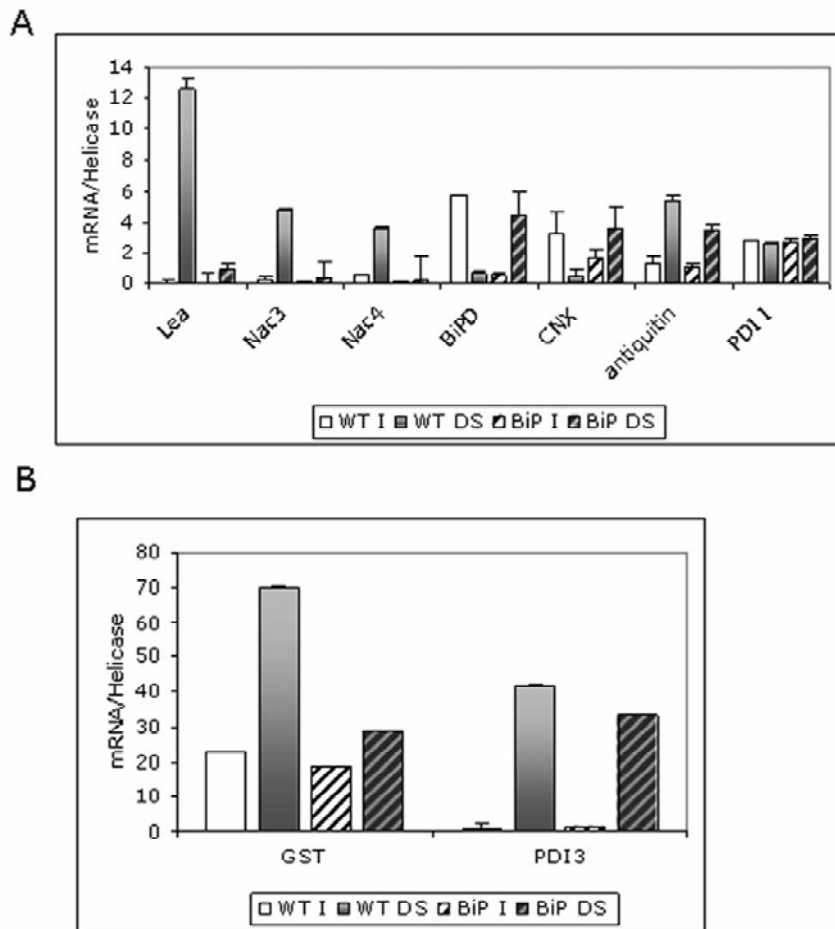 A
mRNA/Helicase
14
12
10
8
6
4
2
0
Lea
Nac3
Nac4
BiPD
CNX
antiquitin
PDI1
WT I WT DS BiP I BiP DS
B
mRNA/Helicase
80
70
60
50
40
30
20
10
0
GST PDI3
WT I WT DS BiP I BiP DS